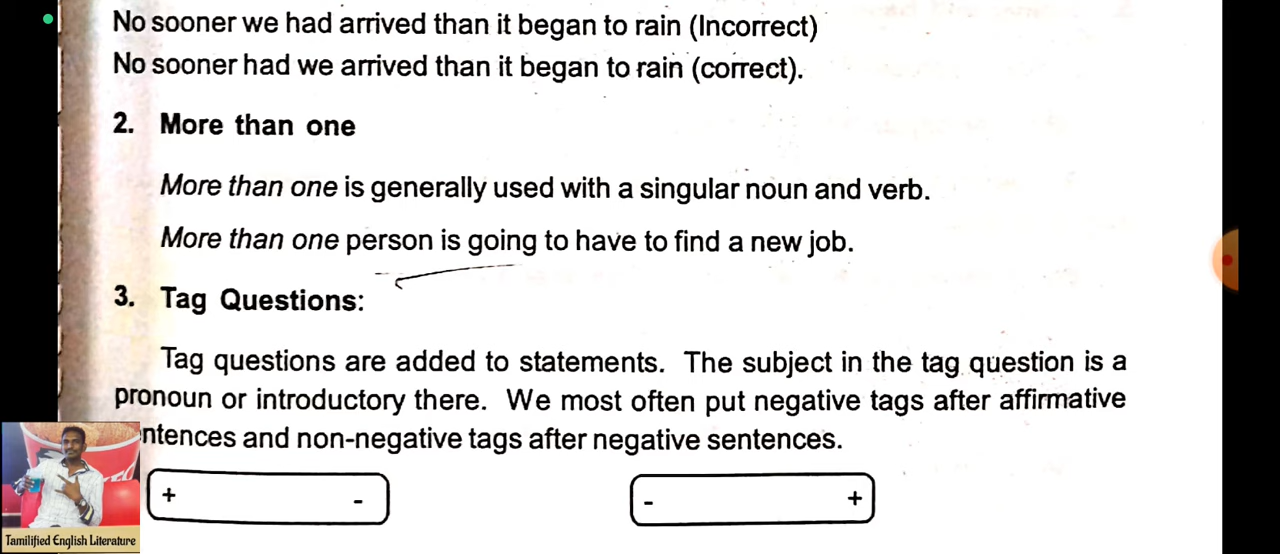 No sooner we had arrived than it began to rain (Incorrect)
No sooner had we arrived than it began to rain (correct).
2. More than one
More than one is generally used with a singular noun and verb.
More than one person is going to have to find a new job.
3. Tag Questions:
Tag questions are added to statements. The subject in the tag question is a
pronoun or introductory there. We most often put negative tags after affirmative
ntences and non-negative tags after negative sentences.
+ -
- +
Tamilified English Literature